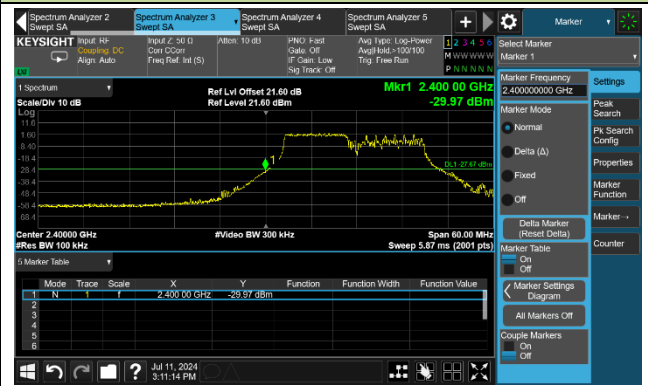 Spectrum Analyzer 2
Swept SA
Spectrum Analyzer 3
Swept SA
Spectrum Analyzer 4
Swept SA
Spectrum Analyzer 5
Swept SA
+
Marker
KEYSIGHT
Input: RF
Coupling: DC
Align: Auto
Input Z: 50 Ω
Corr CCorr
Freq Ref: Int (S)
Atten: 10 dB
PNO: Fast
Gate: Off
IF Gain: Low
Sig Track: Off
Avg Type: Log-Power
Avg|Hold:>100/100
Trig: Free Run
1 2 3 4 5 6
M W W W W W
P N N N N N
LXI
Select Marker
Marker 1
1 Spectrum
Scale/Div 10 dB
Log
Ref Lvl Offset 21.60 dB
Ref Level 21.60 dBm
Mkr1 2.400 00 GHz
-29.97 dBm
11.6
1.60
-8.40
-18.4
-28.4
-38.4
-48.4
-58.4
-68.4
1
DL1 -27.67 dBm
Center 2.40000 GHz
#Res BW 100 kHz
#Video BW 300 kHz
Span 60.00 MHz
Sweep 5.87 ms (2001 pts)
5 Marker Table
Mode Trace Scale X Y Function Function Width Function Value
1 N 1 f 2.400 00 GHz -29.97 dBm
2
3
4
5
6
Marker Frequency
2.400000000 GHz
Marker Mode
Normal
Delta (Δ)
Fixed
Off
Delta Marker
(Reset Delta)
Marker Table
On
Off
Marker Settings
Diagram
All Markers Off
Couple Markers
On
Off
Settings
Peak
Search
Pk Search
Config
Properties
Marker
Function
Marker→
Counter
?
Jul 11, 2024
3:11:14 PM